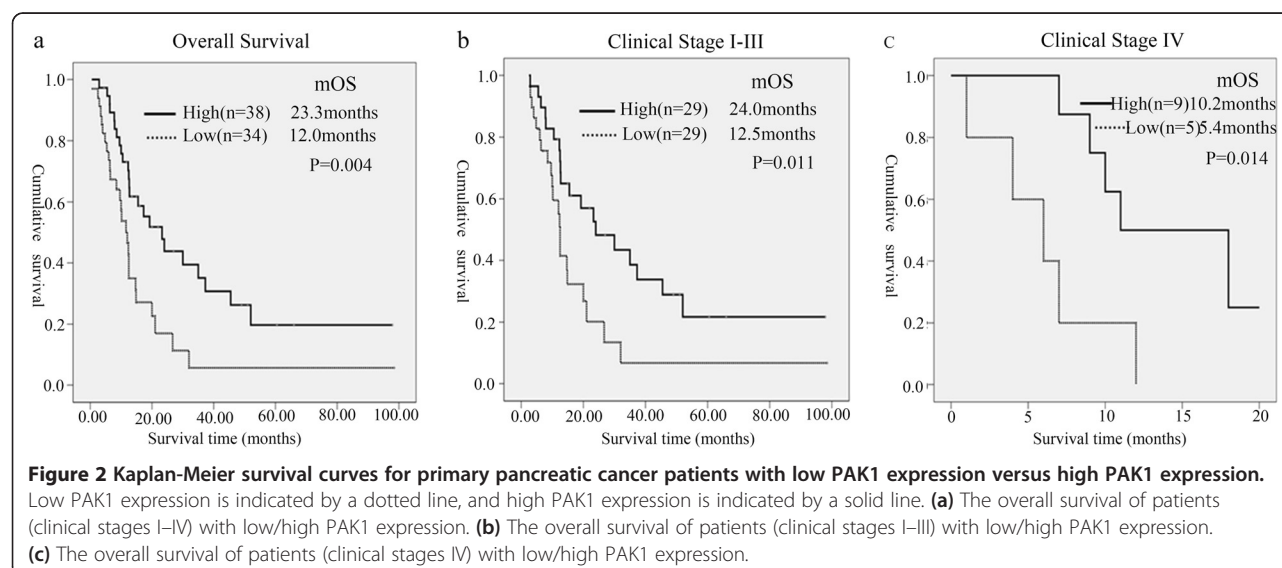 a
Overall Survival
mOS
High(n=38) 23.3months
Low(n=34) 12.0months
P=0.004
Cumulative survival
1.0
0.8
0.6
0.4
0.2
0.0
0.00 20.00 40.00 60.00 80.00 100.00
Survival time (months)
b
Clinical Stage I-III
mOS
High(n=29) 24.0months
Low(n=29) 12.5months
P=0.011
Cumulative survival
1.0
0.8
0.6
0.4
0.2
0.0
0.00 20.00 40.00 60.00 80.00 100.00
Survival time (months)
c
Clinical Stage IV
mOS
High(n=9)10.2months
Low(n=5)5.4months
P=0.014
Cumulative survival
1.0
0.8
0.6
0.4
0.2
0.0
0 5 10 15 20
Survival time (months)
Figure 2 Kaplan-Meier survival curves for primary pancreatic cancer patients with low PAK1 expression versus high PAK1 expression.
Low PAK1 expression is indicated by a dotted line, and high PAK1 expression is indicated by a solid line. (a) The overall survival of patients
(clinical stages I–IV) with low/high PAK1 expression. (b) The overall survival of patients (clinical stages I–III) with low/high PAK1 expression.
(c) The overall survival of patients (clinical stages IV) with low/high PAK1 expression.